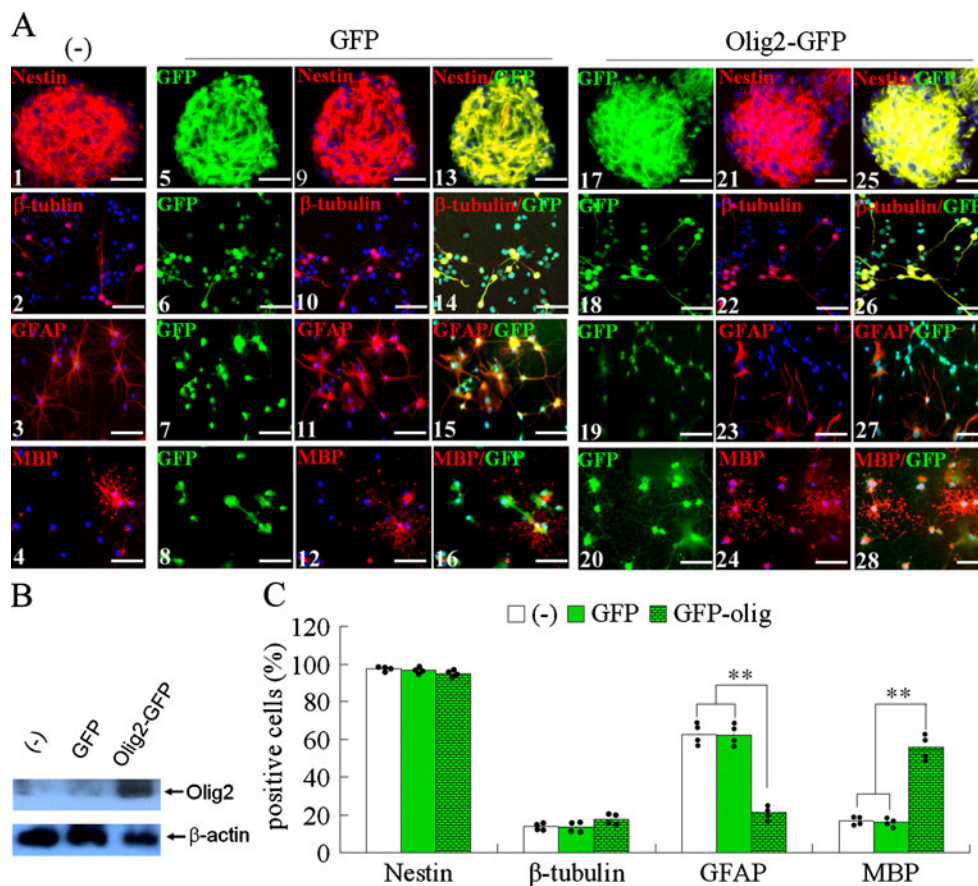 A
(-) GFP Olig2-GFP
Nestin GFP Nestin Nestin/GFP GFP Nestin Nestin/GFP
1 5 9 13 17 21 25
β-tublin GFP β-tubulin β-tubulin/GFP GFP β-tubulin β-tubulin/GFP
2 6 10 14 18 22 26
GFAP GFP GFAP GFAP/GFP GFP GFAP GFAP/GFP
3 7 11 15 19 23 27
MBP GFP MBP MBP/GFP GFP MBP MBP/GFP
4 8 12 16 20 24 28
B
(-) GFP Olig2-GFP
Olig2
β-actin
C
(-) GFP GFP-olig
positive cells (%)
120
100
80
60
40
20
0
** **
Nestin β-tubulin GFAP MBP